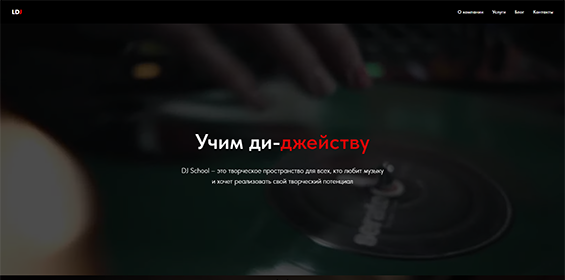 LDJ
О компании Услуги Блог Контакты
Учим ди-джейству
DJ School – это творческое пространство для всех, кто любит музыку
и хочет реализовать свой творческий потенциал